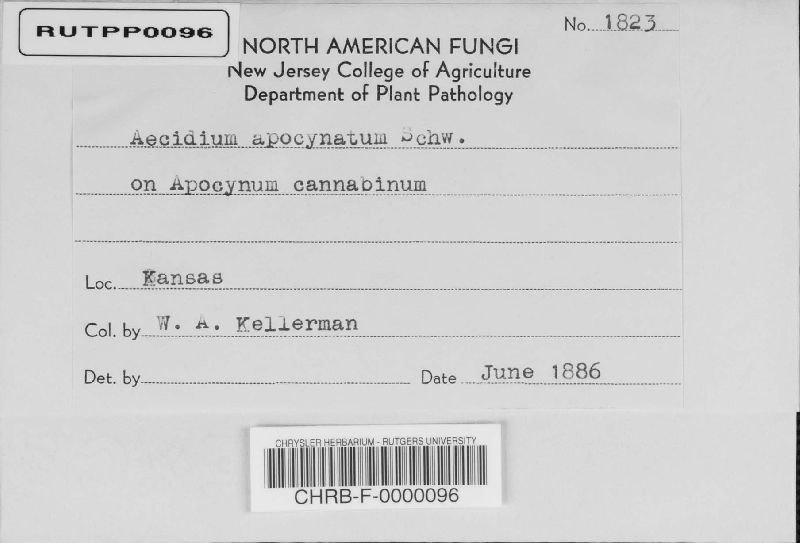 RUTPP0096
No. 1823
NORTH AMERICAN FUNGI
New Jersey College of Agriculture
Department of Plant Pathology
Aecidium apocynatum Schw.
on Apocynum cannabinum
Loc. Kansas
Col. by W. A. Kellerman
Det. by
Date June 1886
CHRYSLER HERBARIUM - RUTGERS UNIVERSITY
CHRB-F-0000096